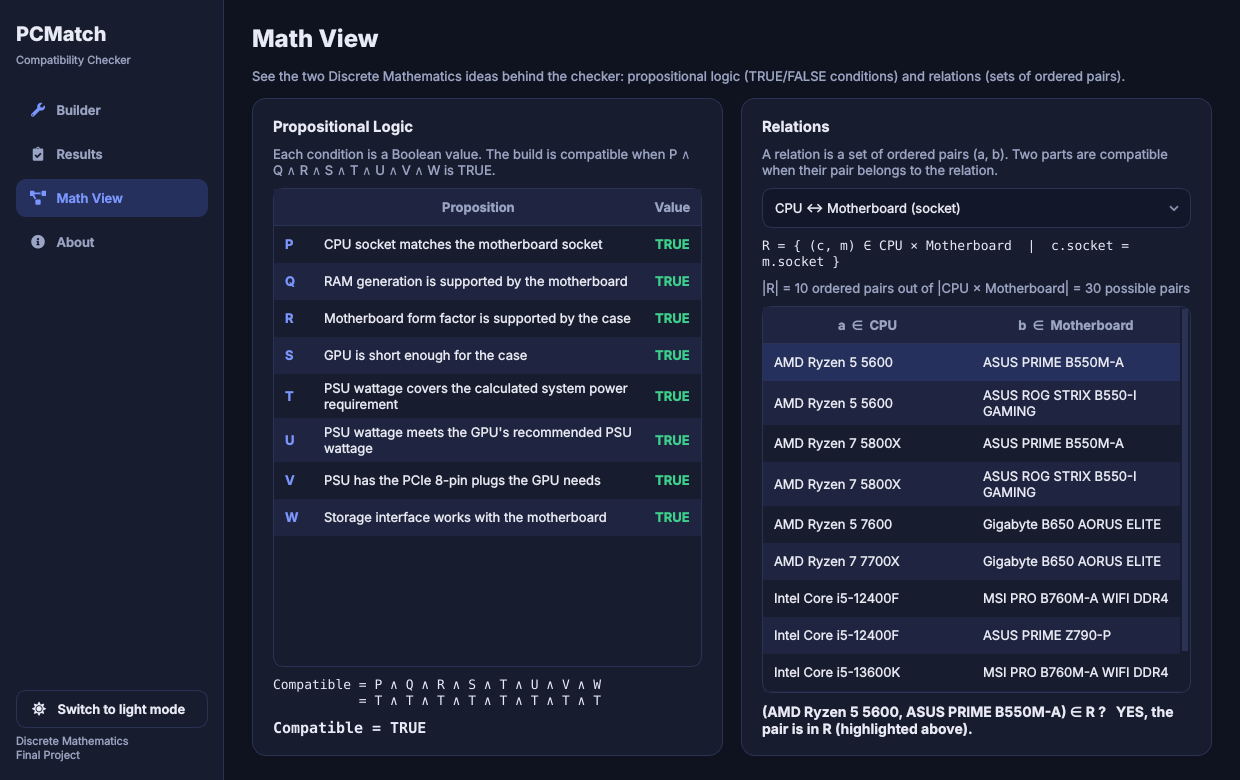 PCMatch
Compatibility Checker
Builder
Results
Math View
About
Switch to light mode
Discrete Mathematics
Final Project
Math View
See the two Discrete Mathematics ideas behind the checker: propositional logic (TRUE/FALSE conditions) and relations (sets of ordered pairs).
Propositional Logic
Each condition is a Boolean value. The build is compatible when P ∧
Q ∧ R ∧ S ∧ T ∧ U ∧ V ∧ W is TRUE.
Proposition Value
P CPU socket matches the motherboard socket TRUE
Q RAM generation is supported by the motherboard TRUE
R Motherboard form factor is supported by the case TRUE
S GPU is short enough for the case TRUE
T PSU wattage covers the calculated system power
requirement TRUE
U PSU wattage meets the GPU's recommended PSU
wattage TRUE
V PSU has the PCIe 8-pin plugs the GPU needs TRUE
W Storage interface works with the motherboard TRUE
Compatible = P ∧ Q ∧ R ∧ S ∧ T ∧ U ∧ V ∧ W
= T ∧ T ∧ T ∧ T ∧ T ∧ T ∧ T ∧ T
Compatible = TRUE
Relations
A relation is a set of ordered pairs (a, b). Two parts are compatible
when their pair belongs to the relation.
CPU ↔ Motherboard (socket)
R = { (c, m) ∈ CPU × Motherboard | c.socket =
m.socket }
|R| = 10 ordered pairs out of |CPU × Motherboard| = 30 possible pairs
a ∈ CPU b ∈ Motherboard
AMD Ryzen 5 5600 ASUS PRIME B550M-A
AMD Ryzen 5 5600 ASUS ROG STRIX B550-I
GAMING
AMD Ryzen 7 5800X ASUS PRIME B550M-A
AMD Ryzen 7 5800X ASUS ROG STRIX B550-I
GAMING
AMD Ryzen 5 7600 Gigabyte B650 AORUS ELITE
AMD Ryzen 7 7700X Gigabyte B650 AORUS ELITE
Intel Core i5-12400F MSI PRO B760M-A WIFI DDR4
Intel Core i5-12400F ASUS PRIME Z790-P
Intel Core i5-13600K MSI PRO B760M-A WIFI DDR4
(AMD Ryzen 5 5600, ASUS PRIME B550M-A) ∈ R ? YES, the
pair is in R (highlighted above).